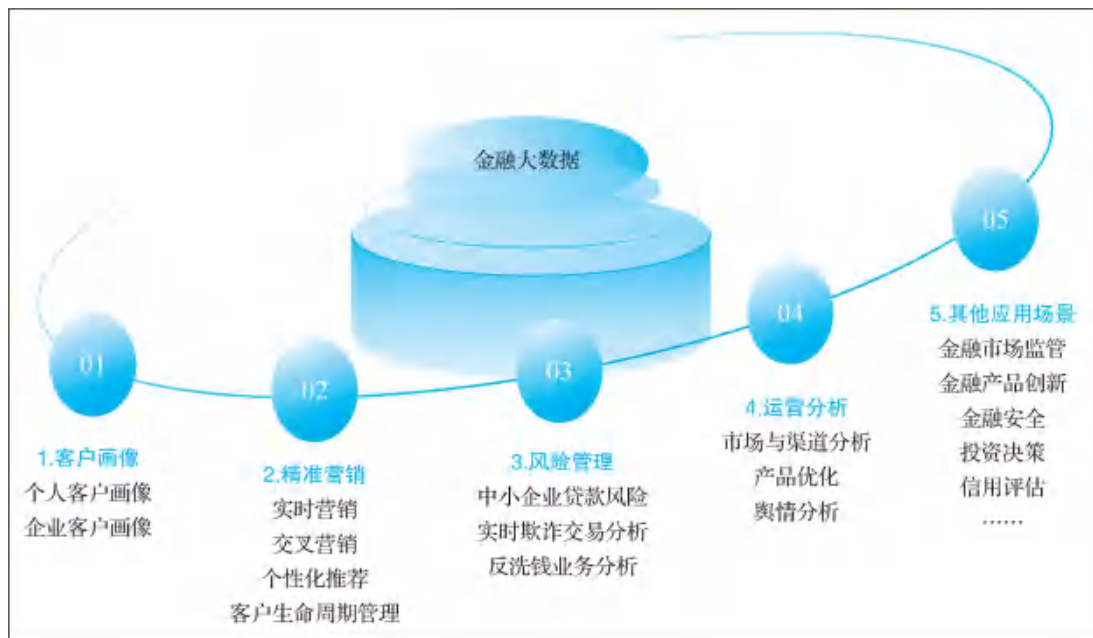 金融大数据
01
1.客户画像
个人客户画像
企业客户画像
02
2.精准营销
实时营销
交叉营销
个性化推荐
客户生命周期管理
03
3.风险管理
中小企业贷款风险
实时欺诈交易分析
反洗钱业务分析
04
4.运营分析
市场与渠道分析
产品优化
舆情分析
05
5.其他应用场景
金融市场监管
金融产品创新
金融安全
投资决策
信用评估
……